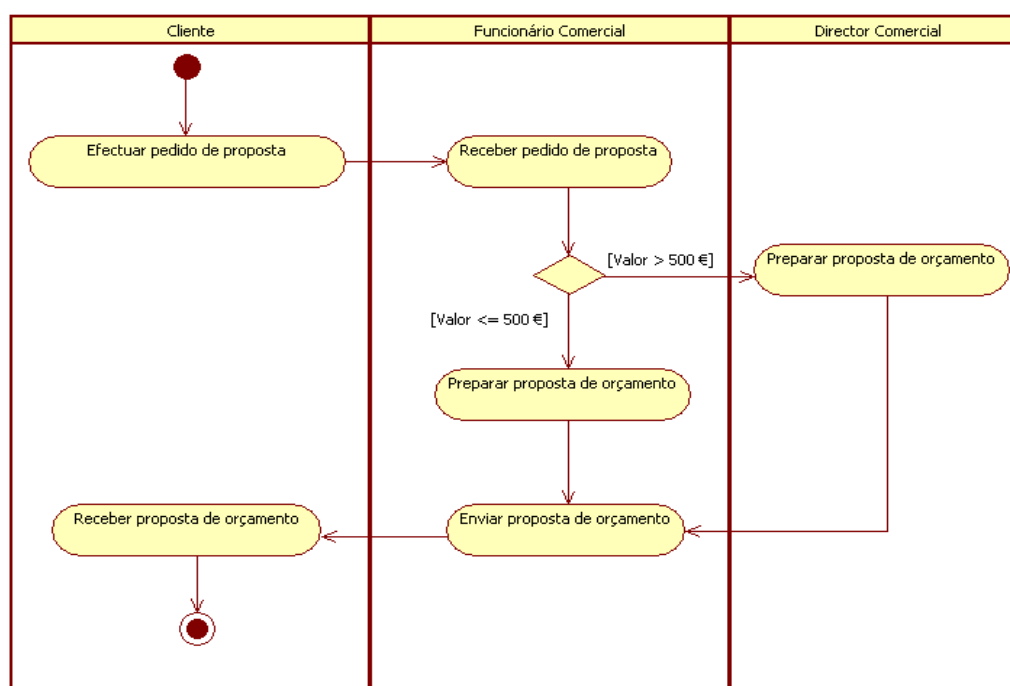 Cliente
Funcionário Comercial
Director Comercial
Efectuar pedido de proposta
Receber pedido de proposta
[Valor > 500 €]
Preparar proposta de orçamento
[Valor <= 500 €]
Preparar proposta de orçamento
Receber proposta de orçamento
Enviar proposta de orçamento